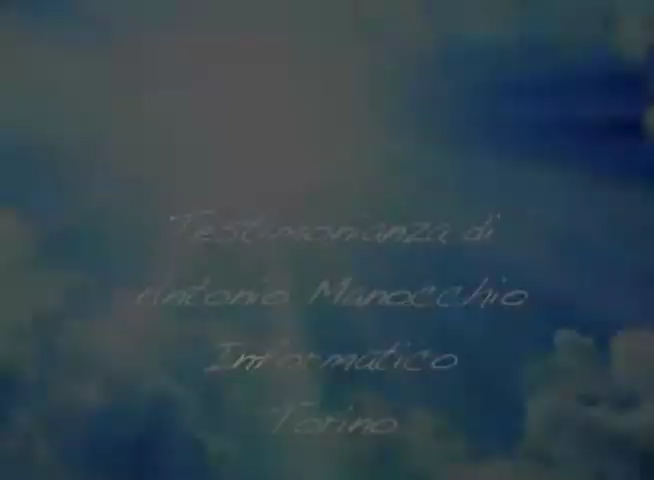 Testimonianza di
Antonio Manocchio
Informatico
Torino